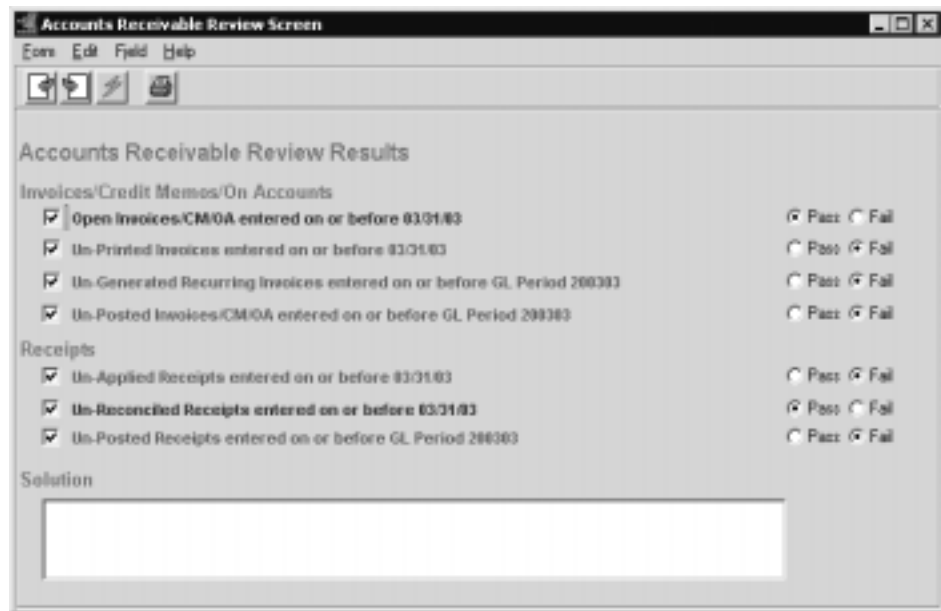 Accounts Receivable Review Screen
Form Edit Field Help
Accounts Receivable Review Results
Invoices/Credit Memos/On Accounts
Open Invoices/CM/OA entered on or before 03/31/03 Pass Fail
Un-Printed Invoices entered on or before 03/31/03 Pass Fail
Un-Generated Recurring Invoices entered on or before GL Period 200303 Pass Fail
Un-Posted Invoices/CM/OA entered on or before GL Period 200303 Pass Fail
Receipts
Un-Applied Receipts entered on or before 03/31/03 Pass Fail
Un-Reconciled Receipts entered on or before 03/31/03 Pass Fail
Un-Posted Receipts entered on or before GL Period 200303 Pass Fail
Solution